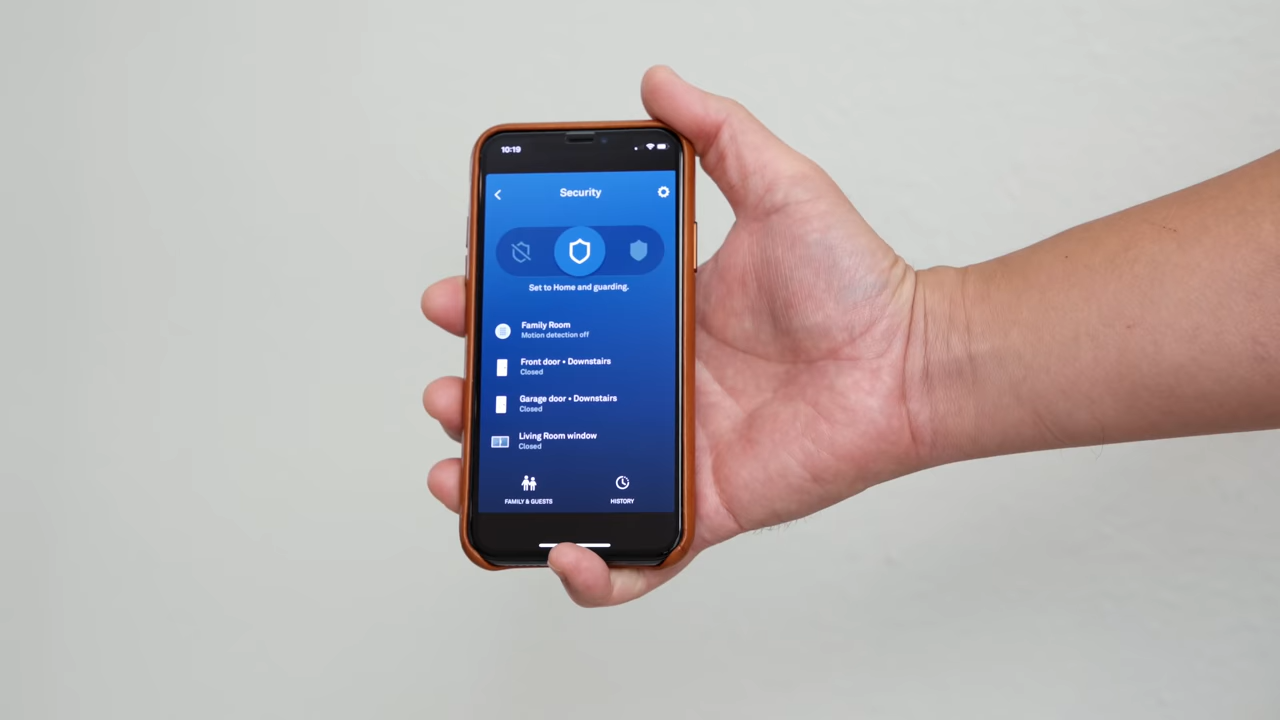 10:19
Security
Set to Home and guarding.
Family Room
Motion detection off
Front door • Downstairs
Closed
Garage door • Downstairs
Closed
Living Room window
Closed
FAMILY & GUESTS
HISTORY